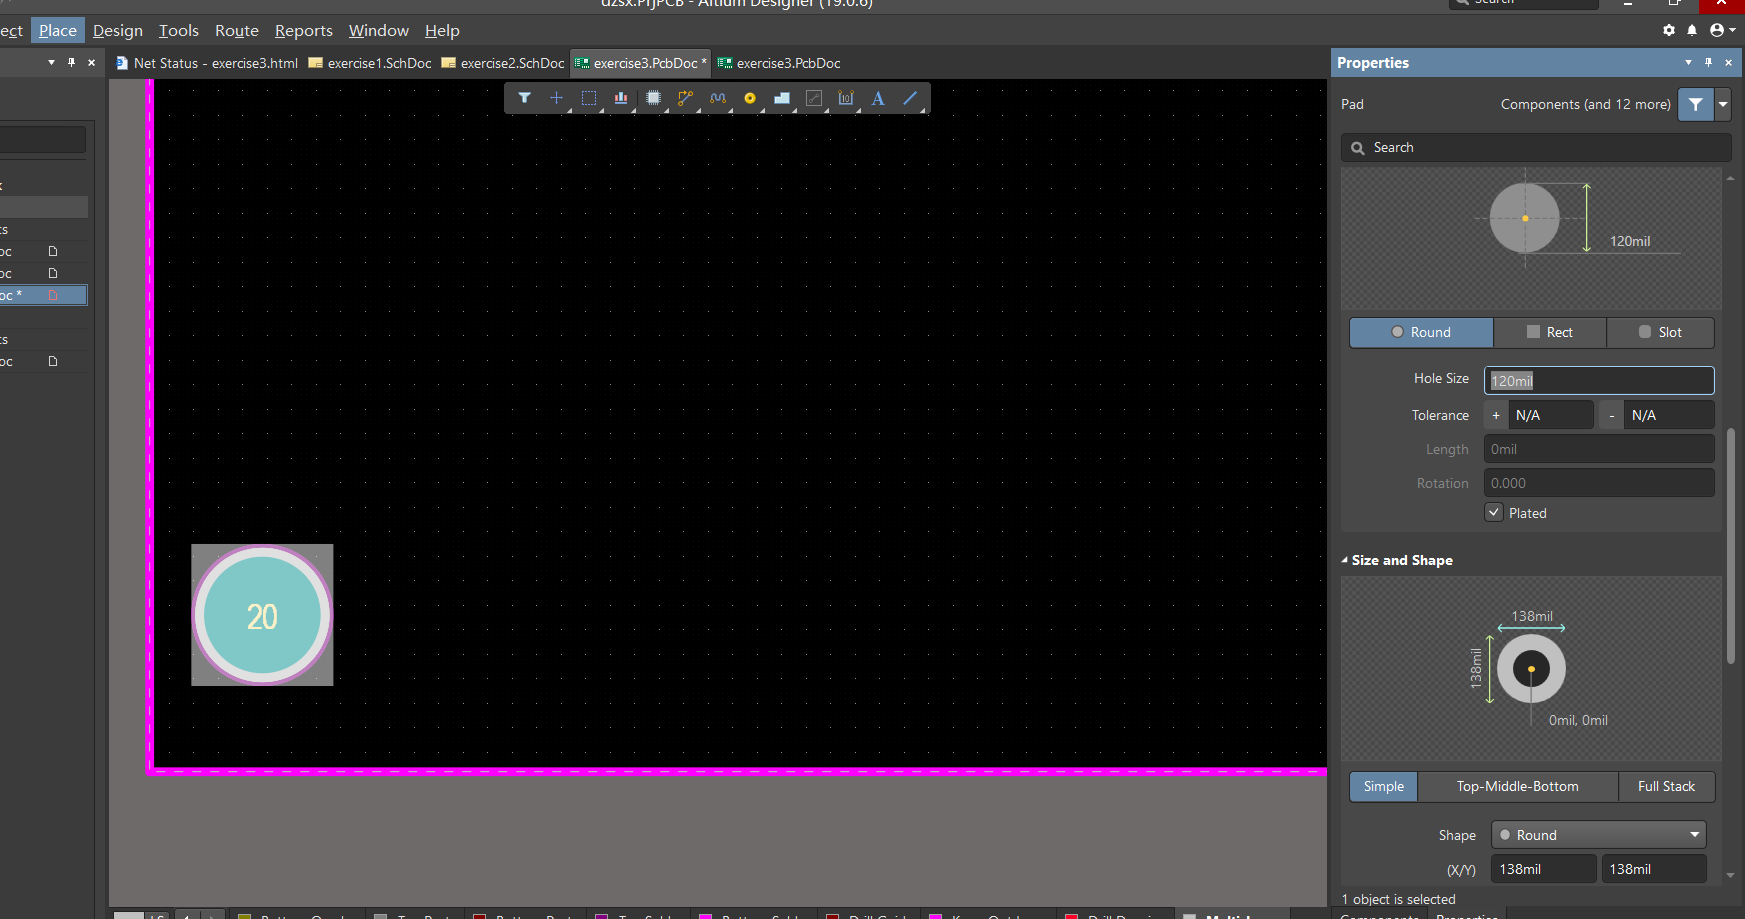 dzsx.PrjPCB - Altium Designer (19.0.6)
Search
ect Place Design Tools Route Reports Window Help
Net Status - exercise3.html exercise1.SchDoc exercise2.SchDoc exercise3.PcbDoc * exercise3.PcbDoc
Properties
Pad Components (and 12 more)
Search
120mil
Round Rect Slot
Hole Size 120mil
Tolerance + N/A - N/A
Length 0mil
Rotation 0.000
Plated
Size and Shape
138mil
138mil
0mil, 0mil
Simple Top-Middle-Bottom Full Stack
Shape Round
(X/Y) 138mil 138mil
1 object is selected
Components Properties
ts
oc
oc
oc *
ts
oc
20
LS